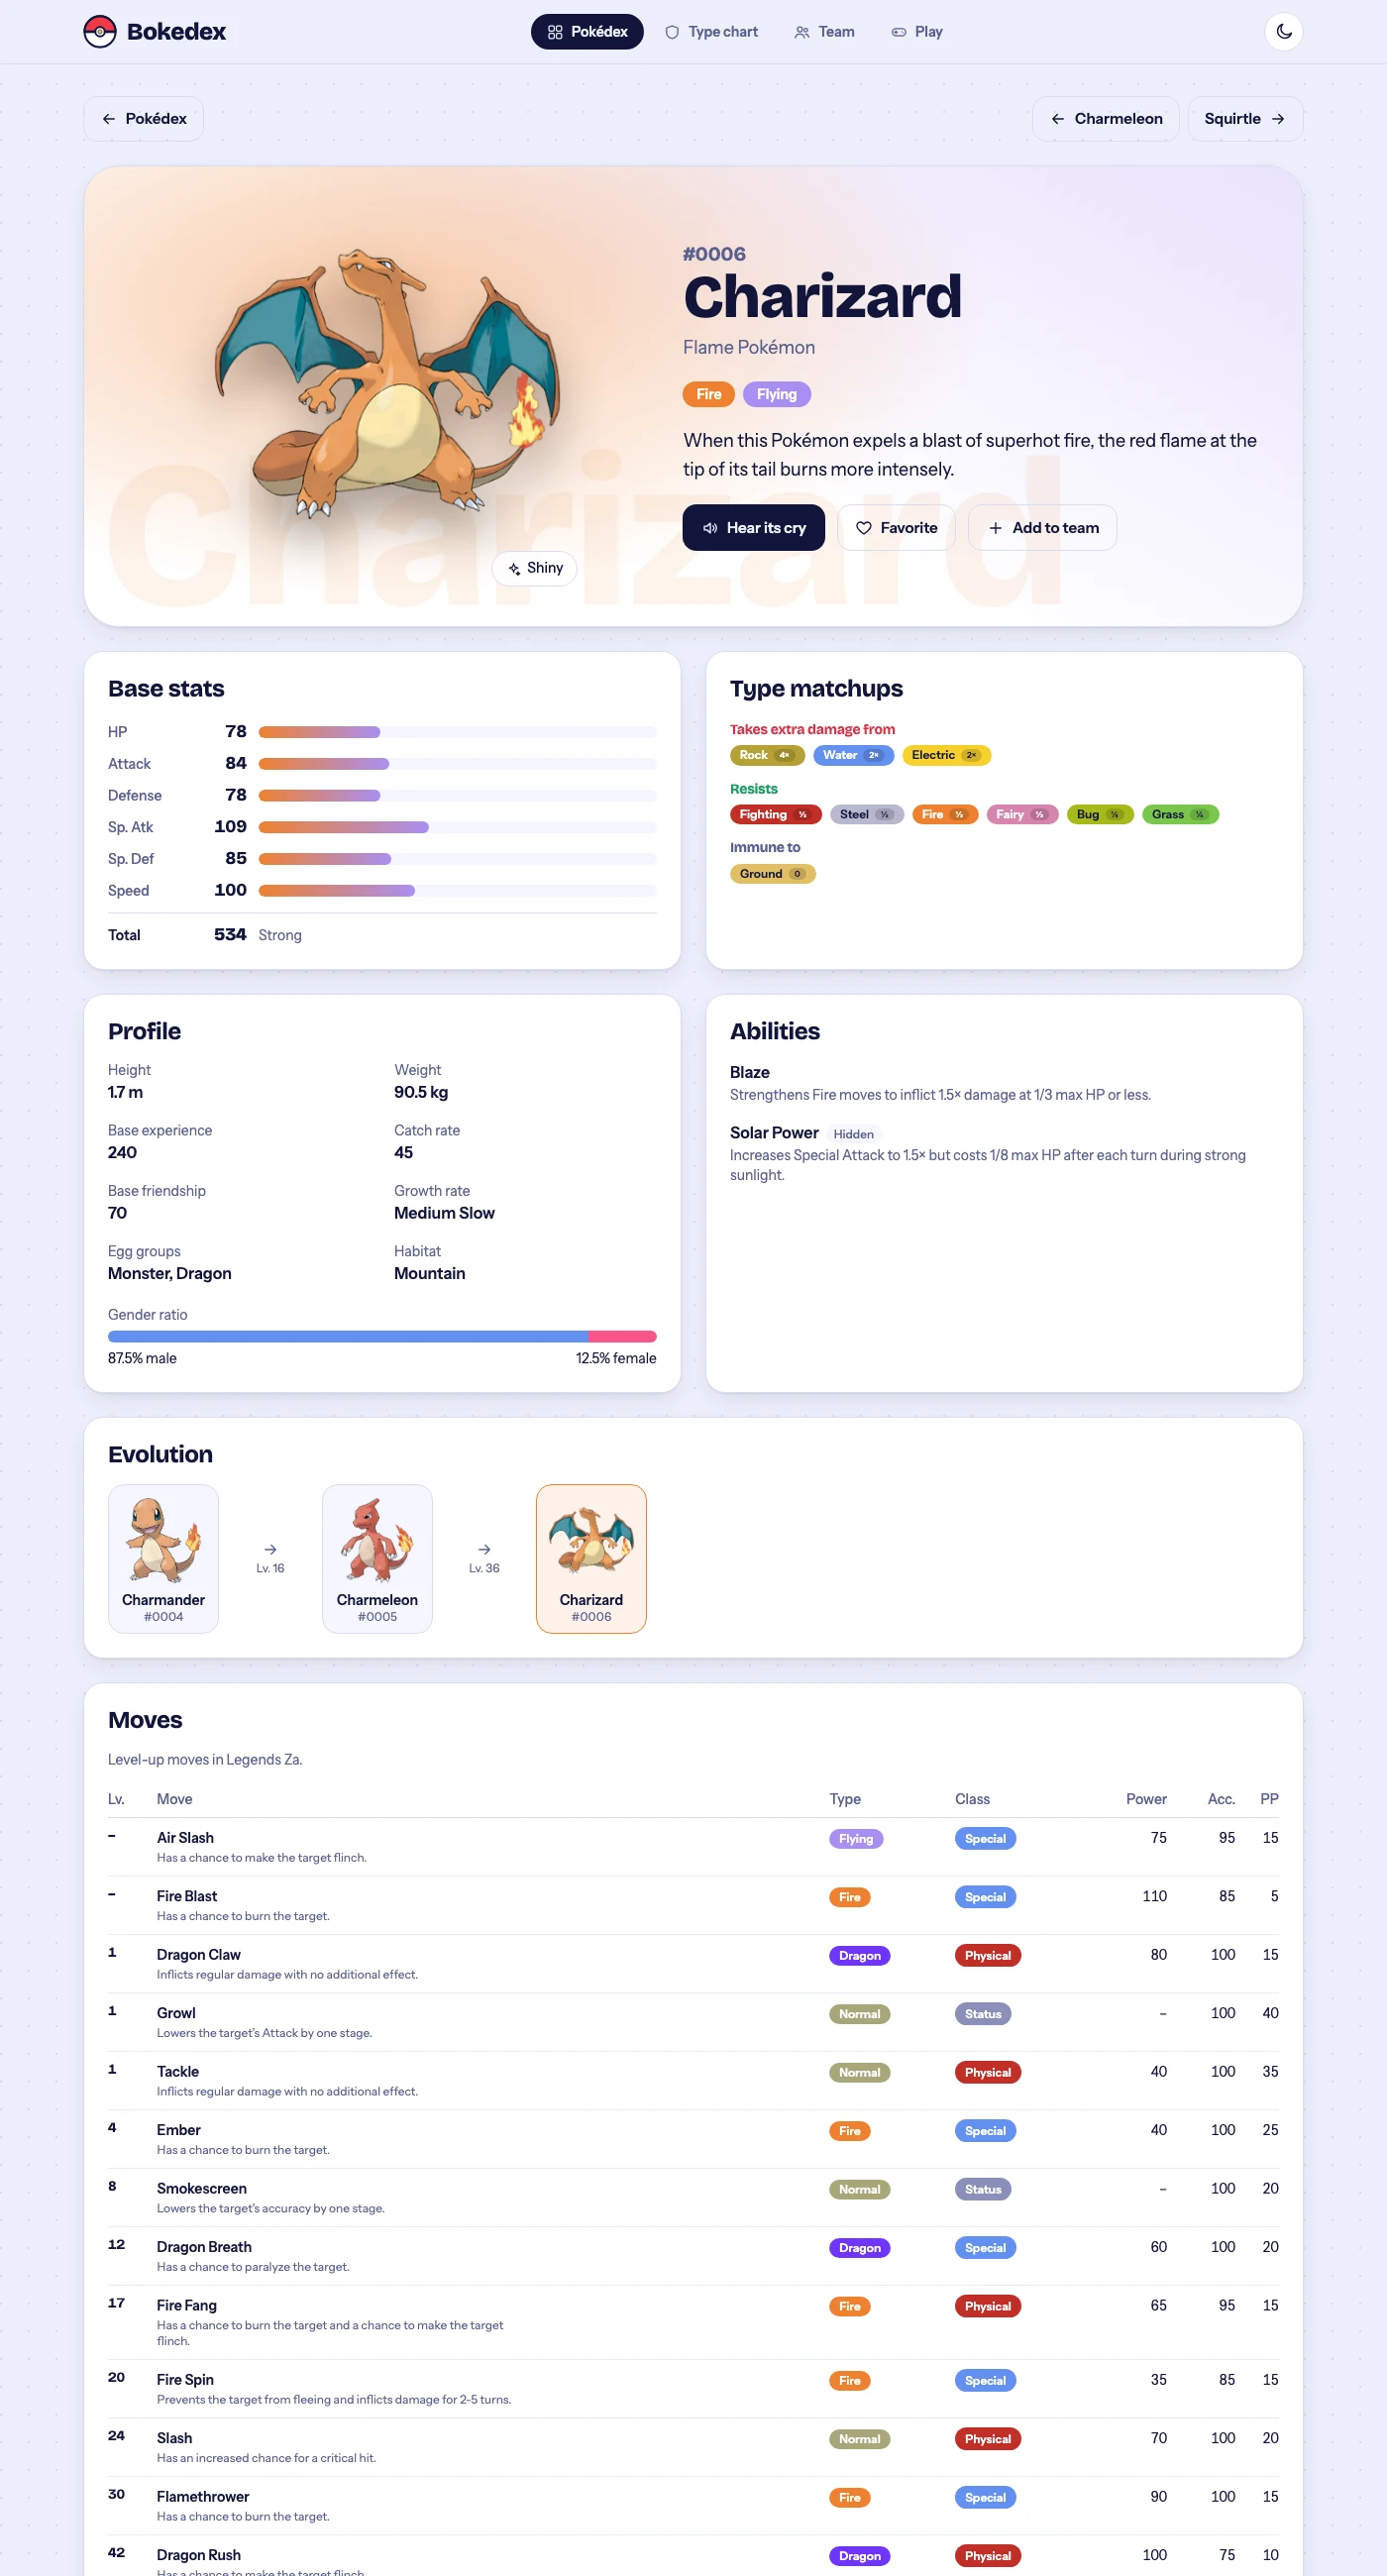 Bokedex
Pokédex
Type chart
Team
Play
← Pokédex
← Charmeleon
Squirtle →
#0006
Charizard
Flame Pokémon
Fire Flying
When this Pokémon expels a blast of superhot fire, the red flame at the
tip of its tail burns more intensely.
Hear its cry
Favorite
+ Add to team
Charizard
Shiny
Base stats
HP 78
Attack 84
Defense 78
Sp. Atk 109
Sp. Def 85
Speed 100
Total 534 Strong
Type matchups
Takes extra damage from
Rock 4× Water 2× Electric 2×
Resists
Fighting ½ Steel ½ Fire ½ Fairy ½ Bug ¼ Grass ¼
Immune to
Ground 0
Profile
Height Weight
1.7 m 90.5 kg
Base experience Catch rate
240 45
Base friendship Growth rate
70 Medium Slow
Egg groups Habitat
Monster, Dragon Mountain
Gender ratio
87.5% male 12.5% female
Abilities
Blaze
Strengthens Fire moves to inflict 1.5× damage at 1/3 max HP or less.
Solar Power Hidden
Increases Special Attack to 1.5× but costs 1/8 max HP after each turn during strong
sunlight.
Evolution
Charmander
#0004
→
Lv. 16
Charmeleon
#0005
→
Lv. 36
Charizard
#0006
Moves
Level-up moves in Legends Za.
Lv. Move Type Class Power Acc. PP
– Air Slash Flying Special 75 95 15
Has a chance to make the target flinch.
– Fire Blast Fire Special 110 85 5
Has a chance to burn the target.
1 Dragon Claw Dragon Physical 80 100 15
Inflicts regular damage with no additional effect.
1 Growl Normal Status – 100 40
Lowers the target's Attack by one stage.
1 Tackle Normal Physical 40 100 35
Inflicts regular damage with no additional effect.
4 Ember Fire Special 40 100 25
Has a chance to burn the target.
8 Smokescreen Normal Status – 100 20
Lowers the target's accuracy by one stage.
12 Dragon Breath Dragon Special 60 100 20
Has a chance to paralyze the target.
17 Fire Fang Fire Physical 65 95 15
Has a chance to burn the target and a chance to make the target
flinch.
20 Fire Spin Fire Special 35 85 15
Prevents the target from fleeing and inflicts damage for 2-5 turns.
24 Slash Normal Physical 70 100 20
Has an increased chance for a critical hit.
30 Flamethrower Fire Special 90 100 15
Has a chance to burn the target.
42 Dragon Rush Dragon Physical 100 75 10
Has a chance to make the target flinch.